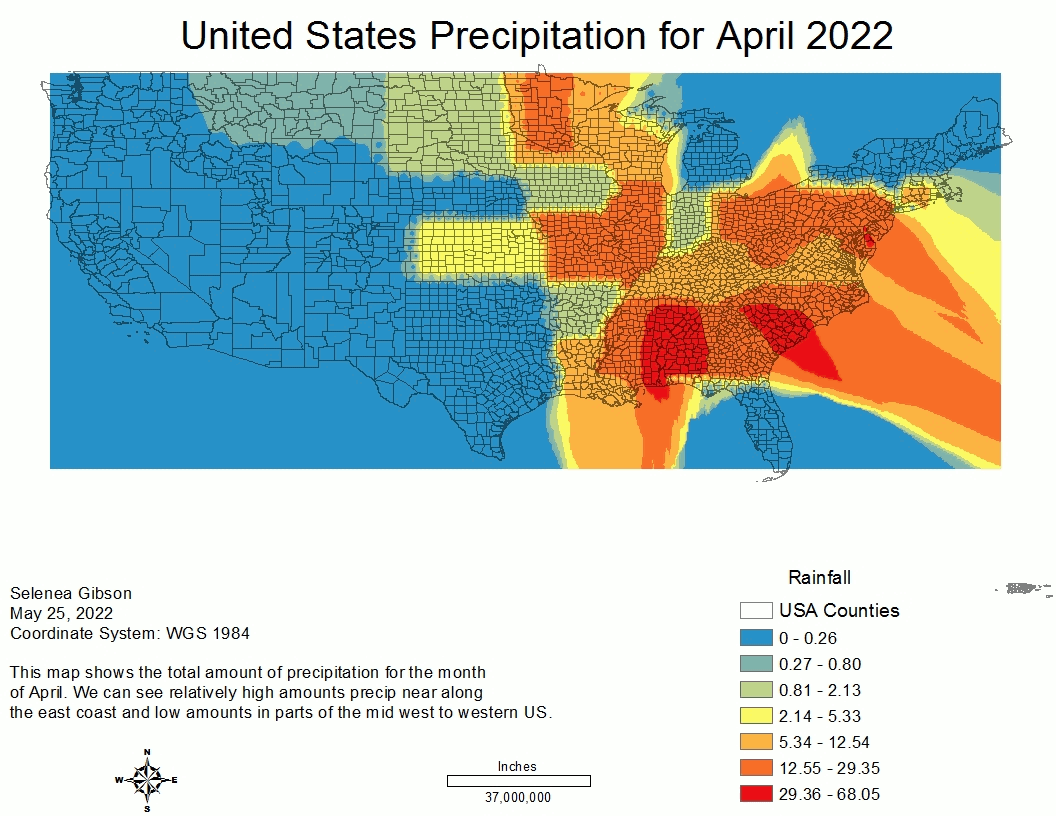 United States Precipitation for April 2022
Selenea Gibson
May 25, 2022
Coordinate System: WGS 1984
This map shows the total amount of precipitation for the month
of April. We can see relatively high amounts precip near along
the east coast and low amounts in parts of the mid west to western US.
N
W E
S
Inches
37,000,000
Rainfall
USA Counties
0 - 0.26
0.27 - 0.80
0.81 - 2.13
2.14 - 5.33
5.34 - 12.54
12.55 - 29.35
29.36 - 68.05